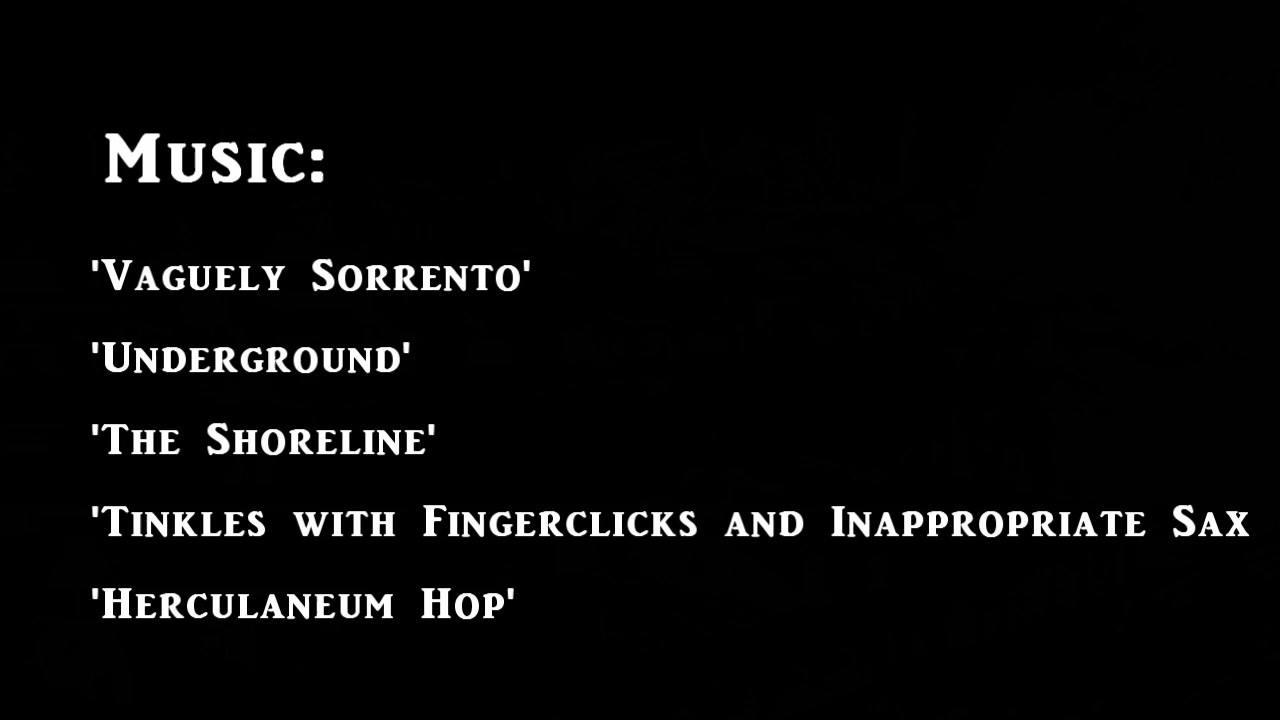 Music:
'Vaguely Sorrento'
'Underground'
'The Shoreline'
'Tinkles with Fingerclicks and Inappropriate Sax
'Herculaneum Hop'